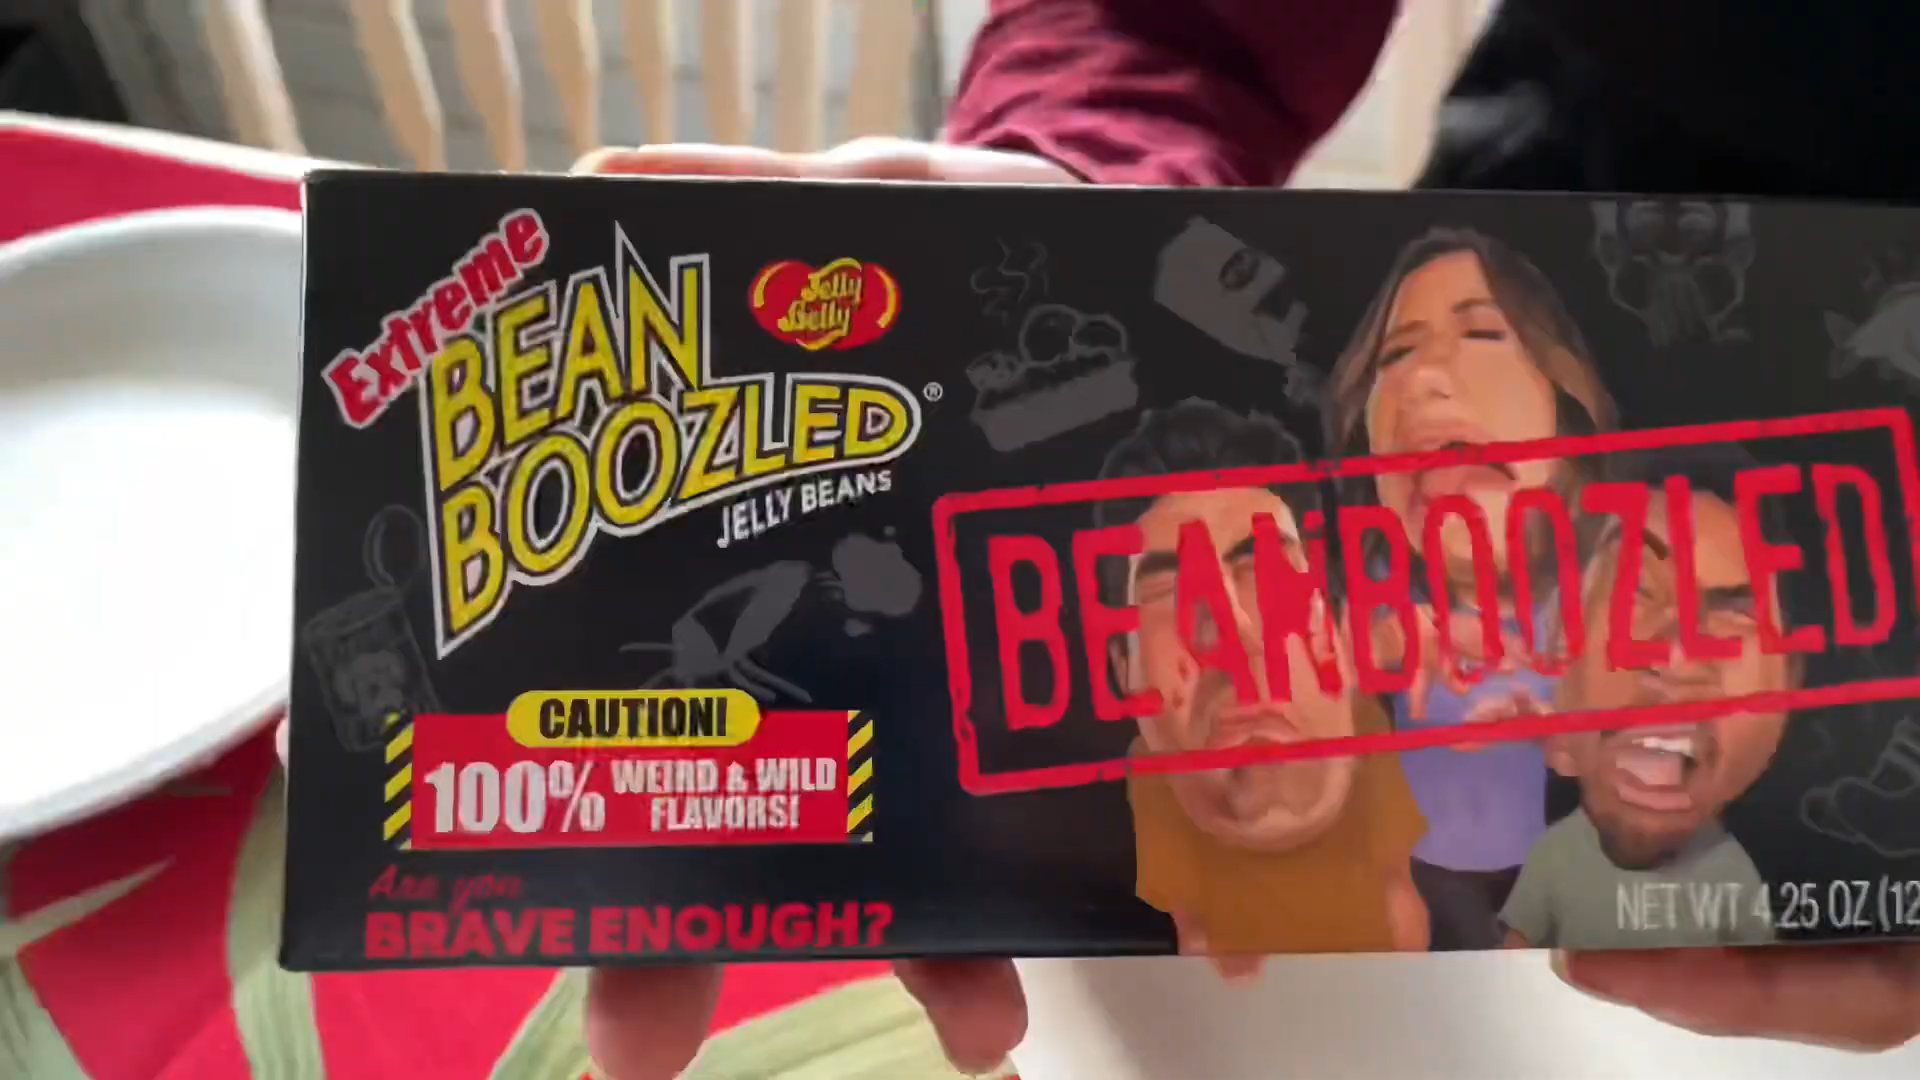 Extreme
BEAN
BOOZLED®
JELLY BEANS
Jelly
Belly
BEANBOOZLED
CAUTION!
100% WEIRD & WILD
FLAVORS!
Are you
BRAVE ENOUGH?
NET WT 4.25 OZ (12